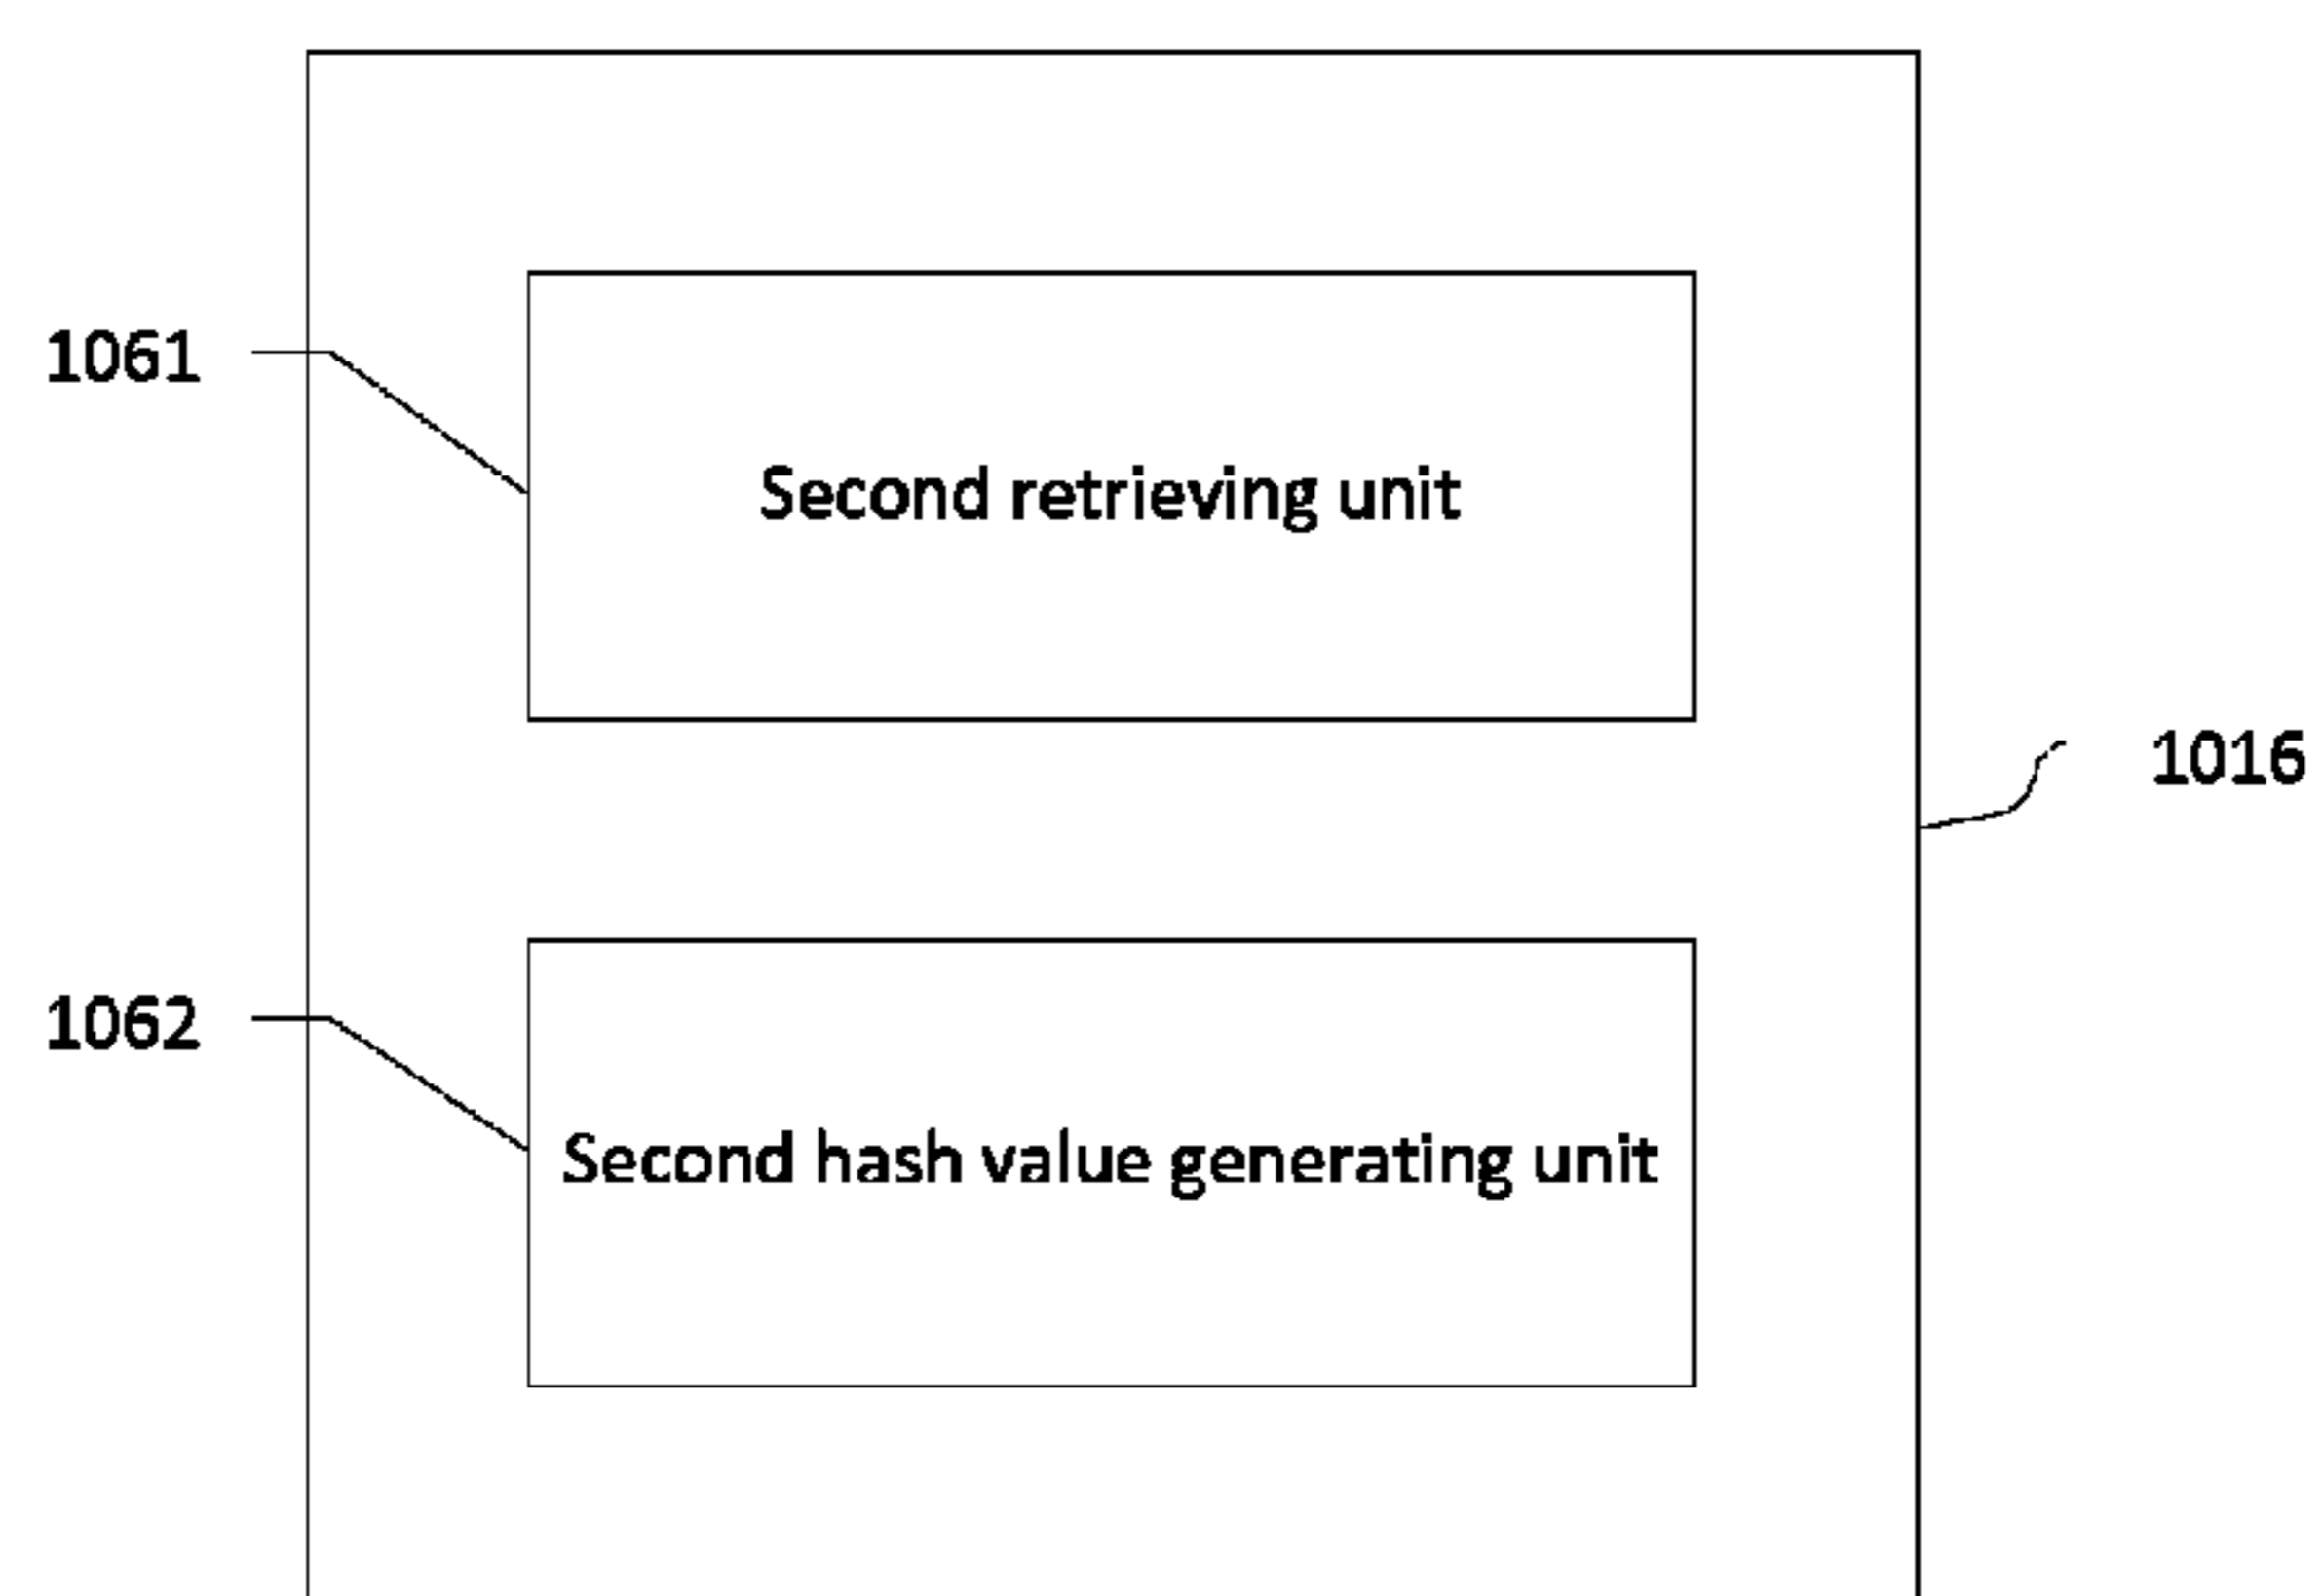 1061
Second retrieving unit
1016
1062
Second hash value generating unit